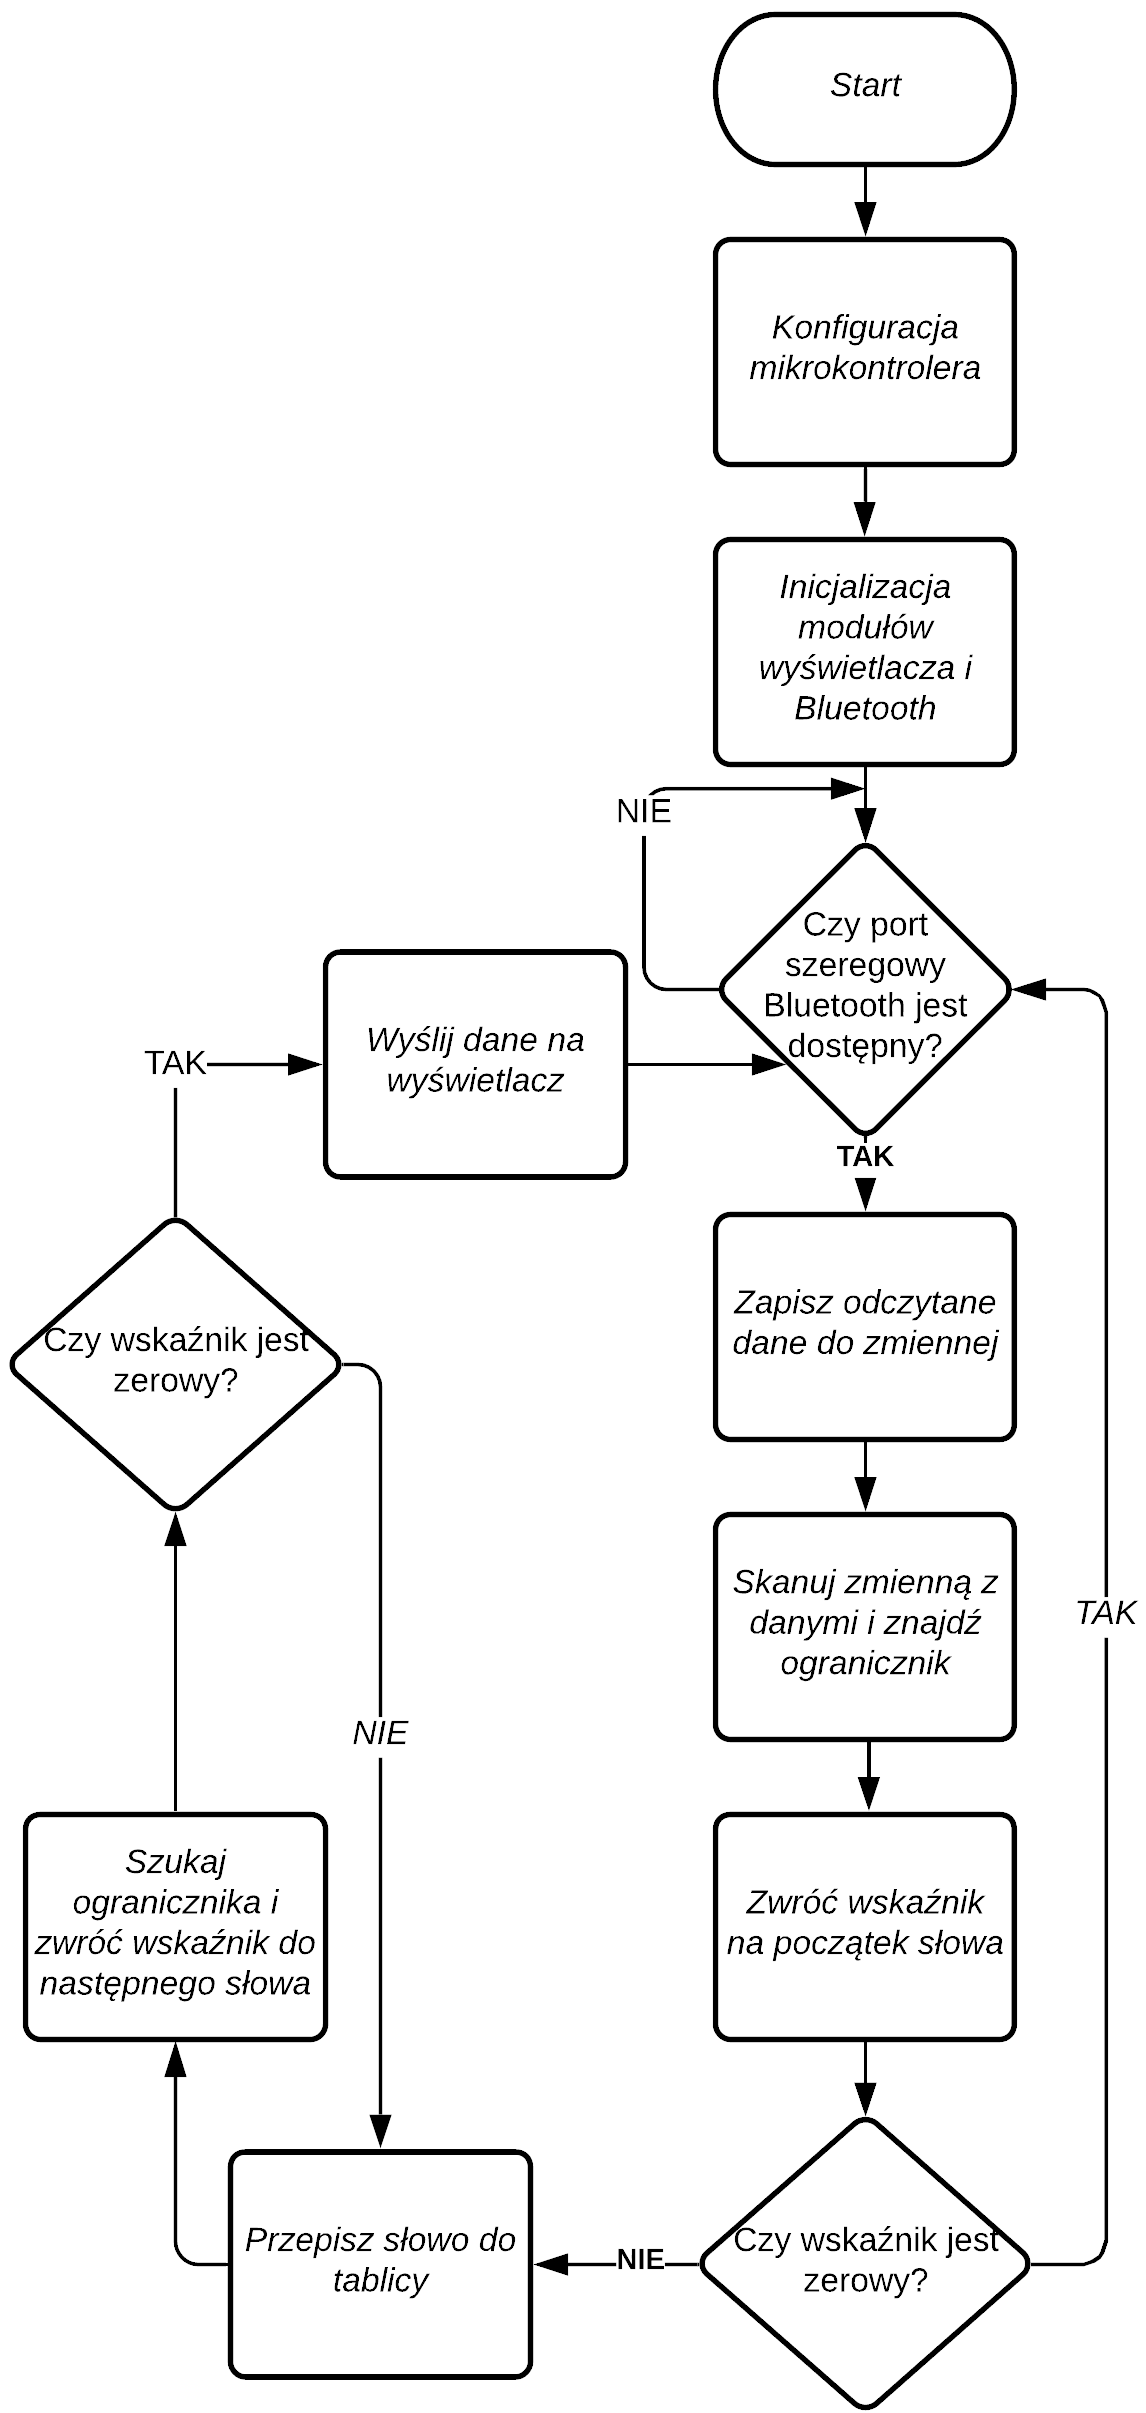 Start
Konfiguracja
mikrokontrolera
Inicjalizacja
modułów
wyświetlacza i
Bluetooth
NIE
Czy port
szeregowy
Bluetooth jest
dostępny?
Wyślij dane na
wyświetlacz
TAK
TAK
Zapisz odczytane
dane do zmiennej
Czy wskaźnik jest
zerowy?
Skanuj zmienną z
danymi i znajdź
ogranicznik
TAK
NIE
Szukaj
ogranicznika i
zwróć wskaźnik do
następnego słowa
Zwróć wskaźnik
na początek słowa
Przepisz słowo do
tablicy
NIE
Czy wskaźnik jest
zerowy?